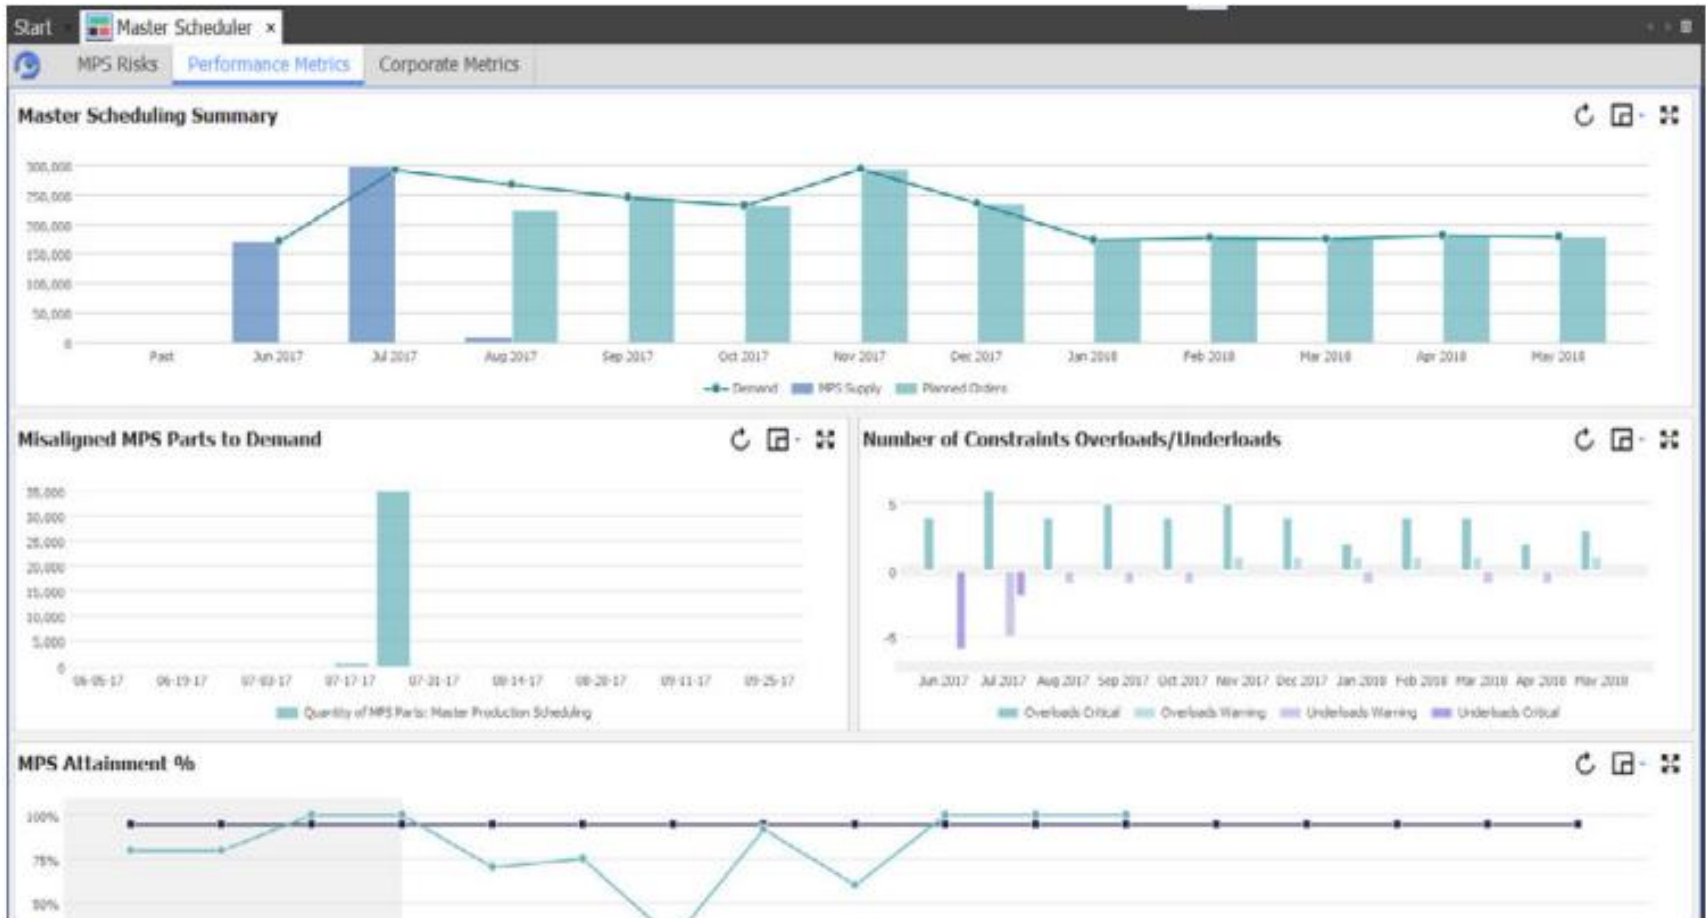 Start Master Scheduler ×
MPS Risks Performance Metrics Corporate Metrics
Master Scheduling Summary
300,000
250,000
200,000
150,000
100,000
50,000
0
Past Jun 2017 Jul 2017 Aug 2017 Sep 2017 Oct 2017 Nov 2017 Dec 2017 Jan 2018 Feb 2018 Mar 2018 Apr 2018 May 2018
Demand MPS Supply Planned Orders
Misaligned MPS Parts to Demand
35,000
30,000
25,000
20,000
15,000
10,000
5,000
0
06-05-17 06-19-17 07-03-17 07-17-17 07-31-17 08-14-17 08-28-17 09-11-17 09-25-17
Quantity of MPS Parts: Master Production Scheduling
Number of Constraints Overloads/Underloads
5
0
-5
Jun 2017 Jul 2017 Aug 2017 Sep 2017 Oct 2017 Nov 2017 Dec 2017 Jan 2018 Feb 2018 Mar 2018 Apr 2018 May 2018
Overloads Critical Overloads Warning Underloads Warning Underloads Critical
MPS Attainment %
100%
75%
50%